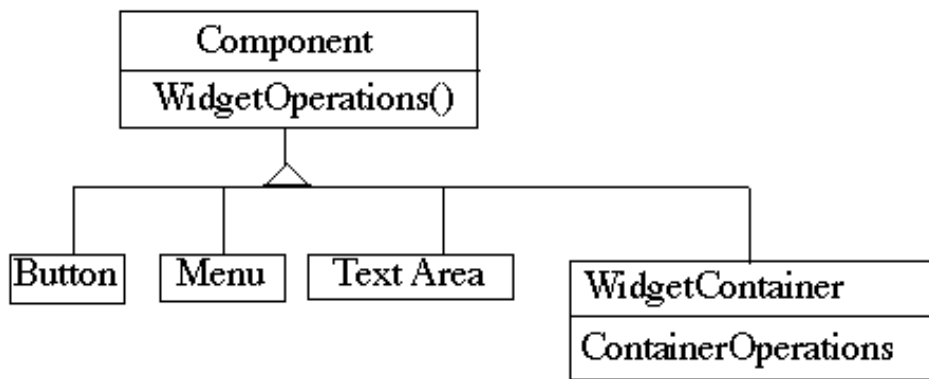 Component
WidgetOperations()
Button
Menu
Text Area
WidgetContainer
ContainerOperations